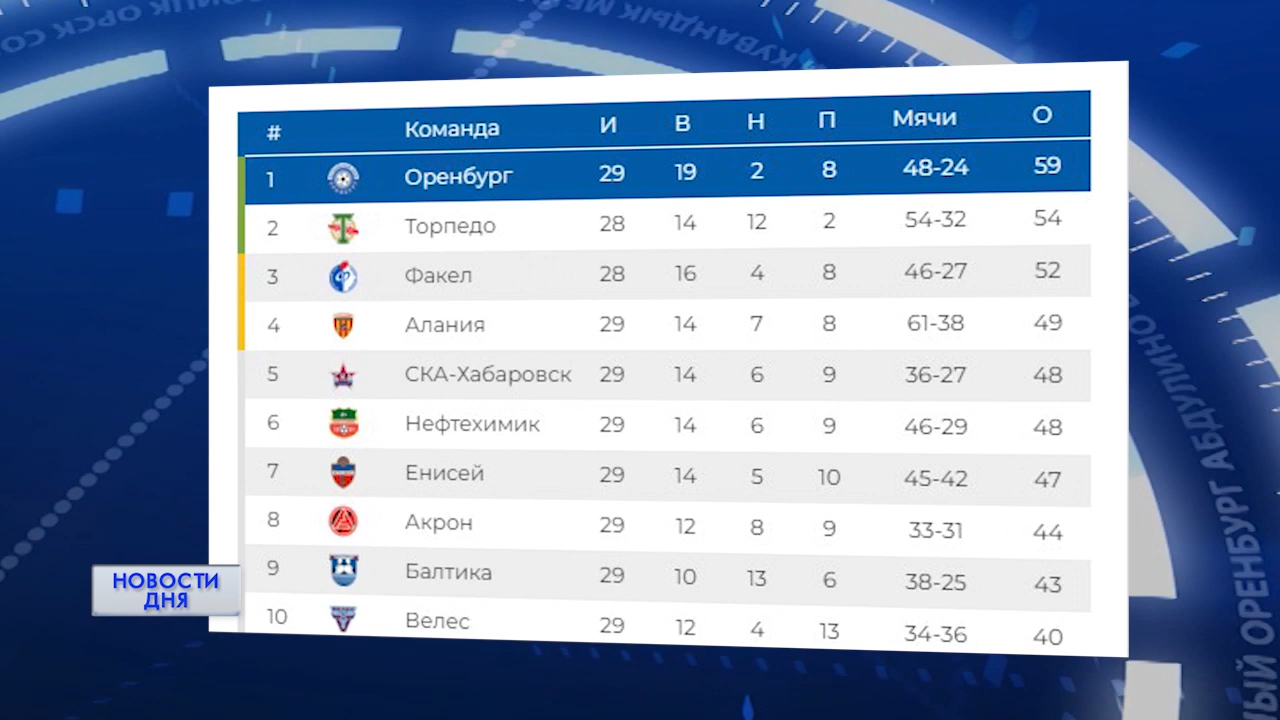 # Команда И В Н П Мячи О
1 Оренбург 29 19 2 8 48-24 59
2 Торпедо 28 14 12 2 54-32 54
3 Факел 28 16 4 8 46-27 52
4 Алания 29 14 7 8 61-38 49
5 СКА-Хабаровск 29 14 6 9 36-27 48
6 Нефтехимик 29 14 6 9 46-29 48
7 Енисей 29 14 5 10 45-42 47
8 Акрон 29 12 8 9 33-31 44
9 Балтика 29 10 13 6 38-25 43
10 Велес 29 12 4 13 34-36 40
НОВОСТИ
ДНЯ
ОРЕНБУРГ АБДУЛИНО
КУВАНДЫК
ОРСК